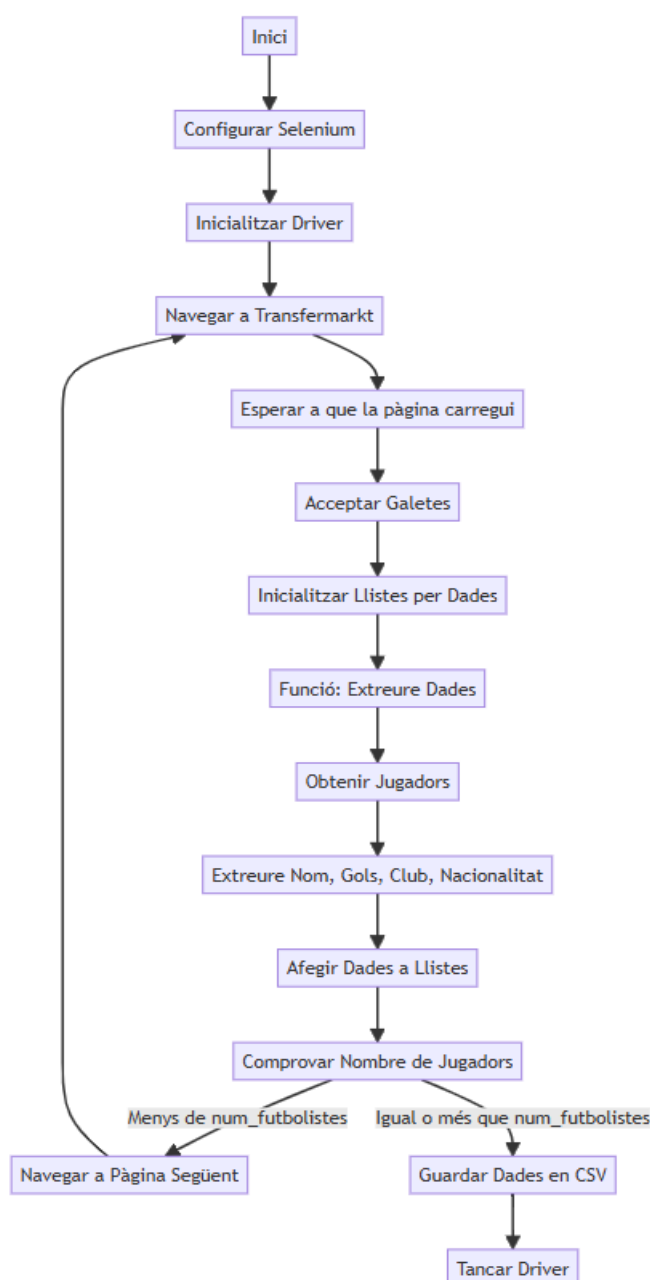 Inici
Configurar Selenium
Inicialitzar Driver
Navegar a Transfermarkt
Esperar a que la pàgina carregui
Acceptar Galetes
Inicialitzar Llistes per Dades
Funció: Extreure Dades
Obtenir Jugadors
Extreure Nom, Gols, Club, Nacionalitat
Afegir Dades a Llistes
Comprovar Nombre de Jugadors
Menys de num_futbolistes
Igual o més que num_futbolistes
Navegar a Pàgina Següent
Guardar Dades en CSV
Tancar Driver